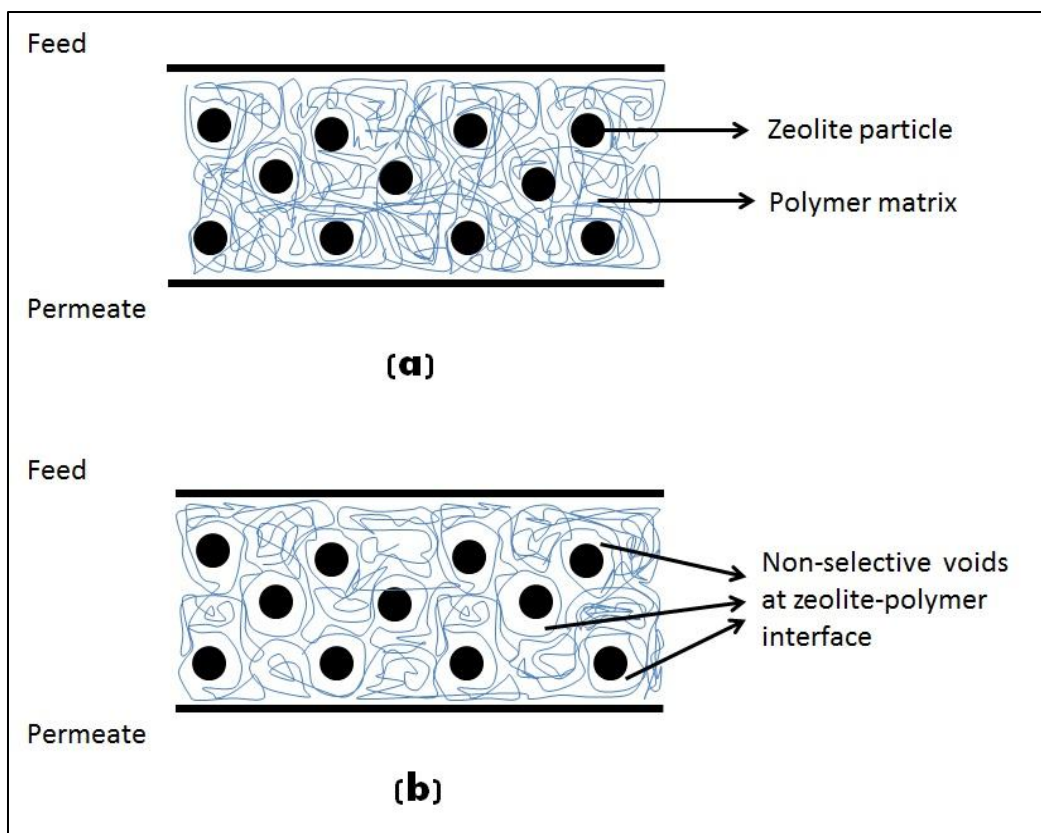 Feed
Zeolite particle
Polymer matrix
Permeate
(a)
Feed
Non-selective voids
at zeolite-polymer
interface
Permeate
(b)